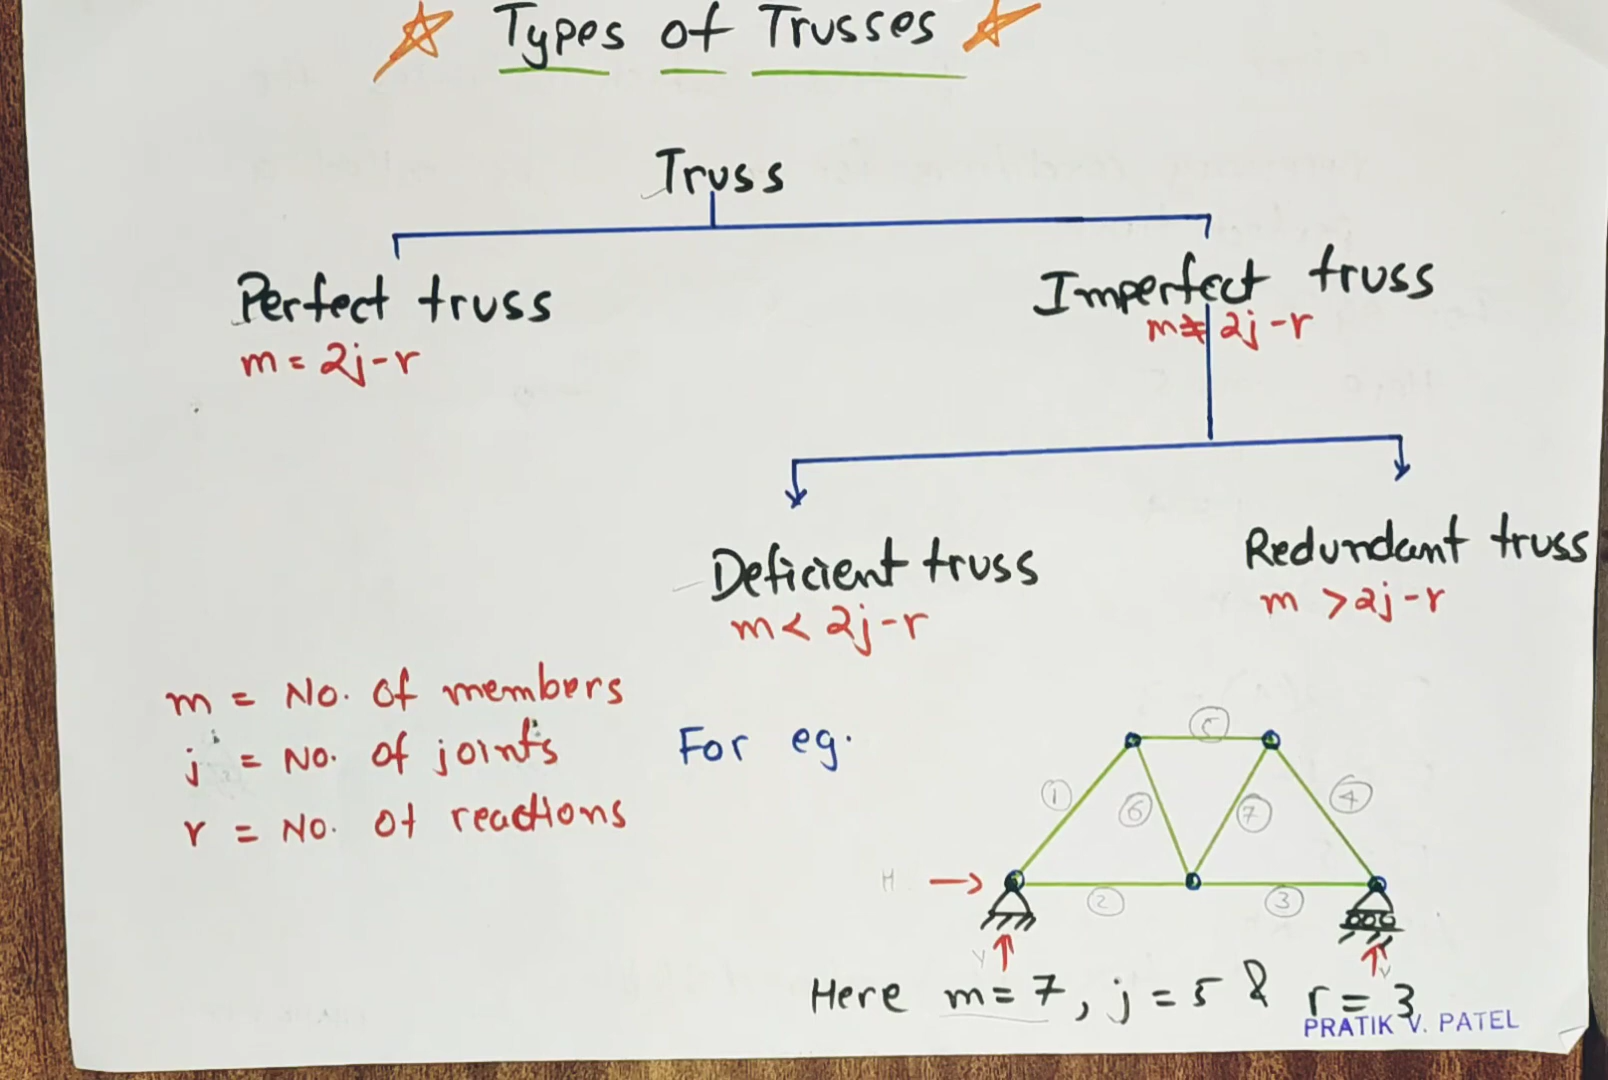 Types of Trusses
Truss
Perfect truss
m = 2j-r
Imperfect truss
m ≠ 2j-r
Deficient truss
m < 2j-r
Redundant truss
m > 2j-r
m = No. of members
j = No. of joints
r = No. of reactions
For eg.
5
1
6
7
4
H
2
3
V
V
Here m = 7, j = 5 & r = 3
PRATIK V. PATEL